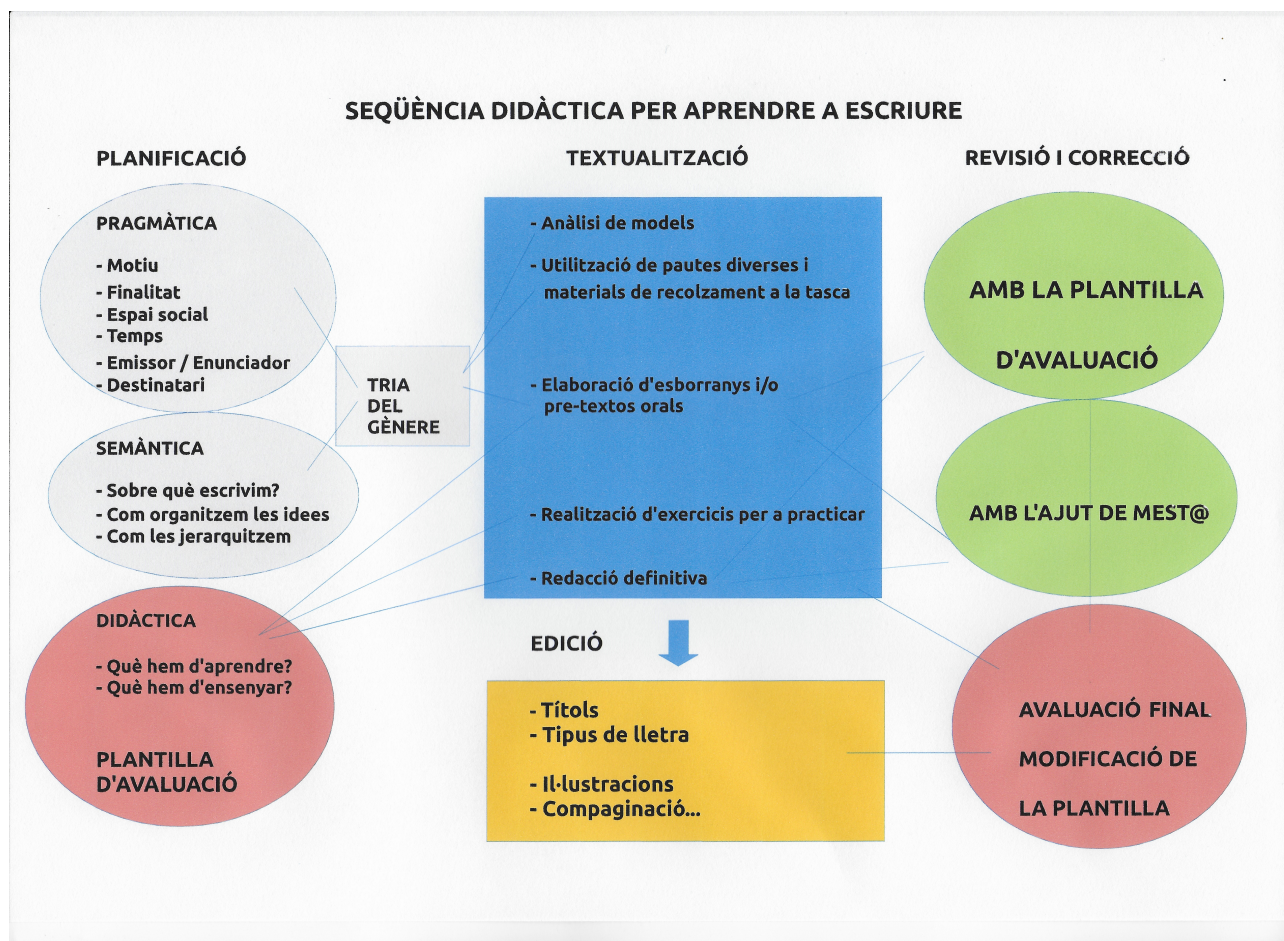 SEQÜÈNCIA DIDÀCTICA PER APRENDRE A ESCRIURE
PLANIFICACIÓ
PRAGMÀTICA
- Motiu
- Finalitat
- Espai social
- Temps
- Emissor / Enunciador
- Destinatari
SEMÀNTICA
- Sobre què escrivim?
- Com organitzem les idees
- Com les jerarquitzem
DIDÀCTICA
- Què hem d'aprendre?
- Què hem d'ensenyar?
PLANTILLA
D'AVALUACIÓ
TRIA
DEL
GÈNERE
TEXTUALITZACIÓ
- Anàlisi de models
- Utilització de pautes diverses i
materials de recolzament a la tasca
- Elaboració d'esborranys i/o
pre-textos orals
- Realització d'exercicis per a practicar
- Redacció definitiva
EDICIÓ
- Títols
- Tipus de lletra
- Il·lustracions
- Compaginació...
REVISIÓ I CORRECCIÓ
AMB LA PLANTILLA
D'AVALUACIÓ
AMB L'AJUT DE MEST@
AVALUACIÓ FINAL
MODIFICACIÓ DE
LA PLANTILLA